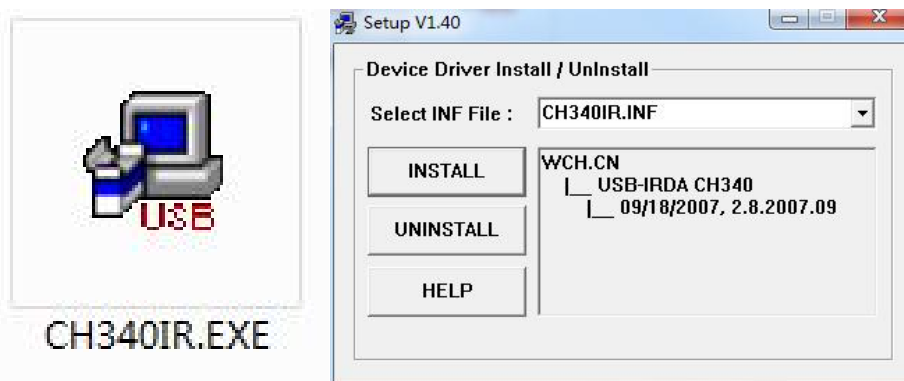 USB
CH340IR.EXE
Setup V1.40
Device Driver Install / UnInstall
Select INF File :
CH340IR.INF
INSTALL
UNINSTALL
HELP
WCH.CN
|__ USB-IRDA CH340
|__ 09/18/2007, 2.8.2007.09